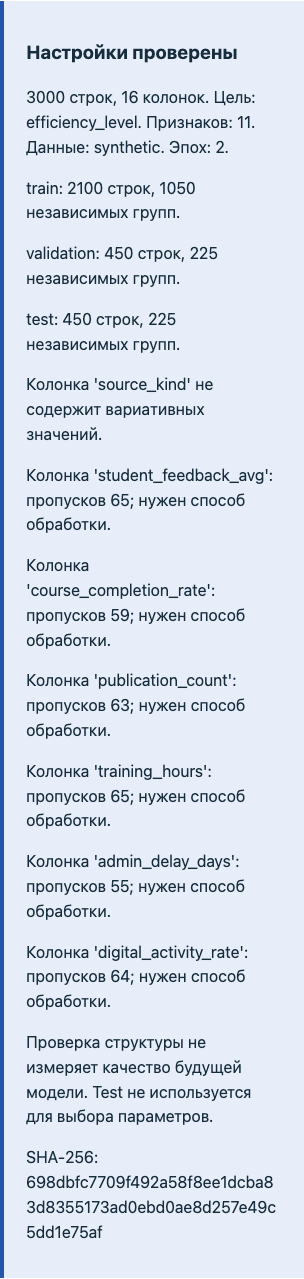 Настройки проверены
3000 строк, 16 колонок. Цель:
efficiency_level. Признаков: 11.
Данные: synthetic. Эпох: 2.
train: 2100 строк, 1050
независимых групп.
validation: 450 строк, 225
независимых групп.
test: 450 строк, 225
независимых групп.
Колонка 'source_kind' не
содержит вариативных
значений.
Колонка 'student_feedback_avg':
пропусков 65; нужен способ
обработки.
Колонка
'course_completion_rate':
пропусков 59; нужен способ
обработки.
Колонка 'publication_count':
пропусков 63; нужен способ
обработки.
Колонка 'training_hours':
пропусков 65; нужен способ
обработки.
Колонка 'admin_delay_days':
пропусков 55; нужен способ
обработки.
Колонка 'digital_activity_rate':
пропусков 64; нужен способ
обработки.
Проверка структуры не
измеряет качество будущей
модели. Test не используется
для выбора параметров.
SHA-256:
698dbfc7709f492a58f8ee1dcba8
3d8355173ad0ebd0ae8d257e49c
5dd1e75af